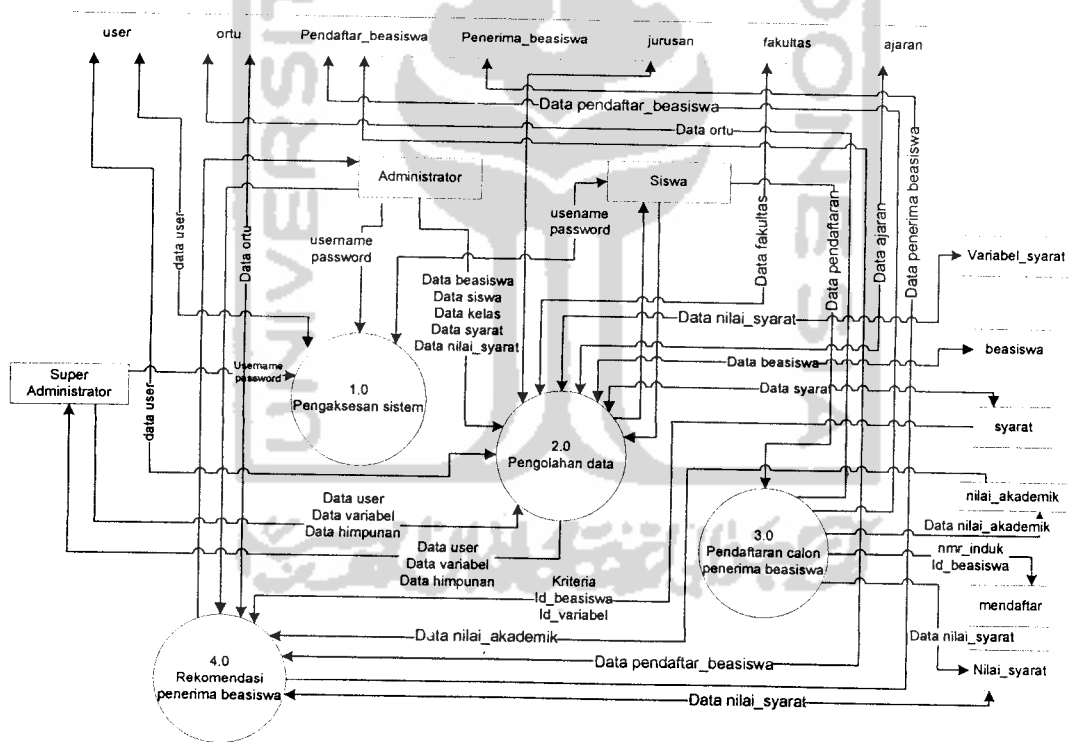 user
ortu
Pendaftar_beasiswa
Penerima_beasiswa
jurusan
fakultas
ajaran
Data pendaftar_beasiswa
Data ortu
Administrator
Siswa
username
password
usename
password
data user
data user
Data ortu
Data fakultas
Data pendaftaran
Data ajaran
Data penerima beasiswa
Variabel_syarat
Data beasiswa
Data siswa
Data kelas
Data syarat
Data nilai_syarat
Data nilai_syarat
beasiswa
Data beasiswa
Super
Administrator
Username
password
1.0
Pengaksesan sistem
Data syarat
syarat
2.0
Pengolahan data
Data user
Data variabel
Data himpunan
nilai_akademik
3.0
Pendaftaran calon
penerima beasiswa
Data nilai_akademik
nmr_induk
Id_beasiswa
Data user
Data variabel
Data himpunan
Kriteria
Id_beasiswa
Id_variabel
mendaftar
Data nilai_akademik
Data nilai_syarat
4.0
Rekomendasi
penerima beasiswa
Data pendaftar_beasiswa
Nilai_syarat
Data nilai_syarat